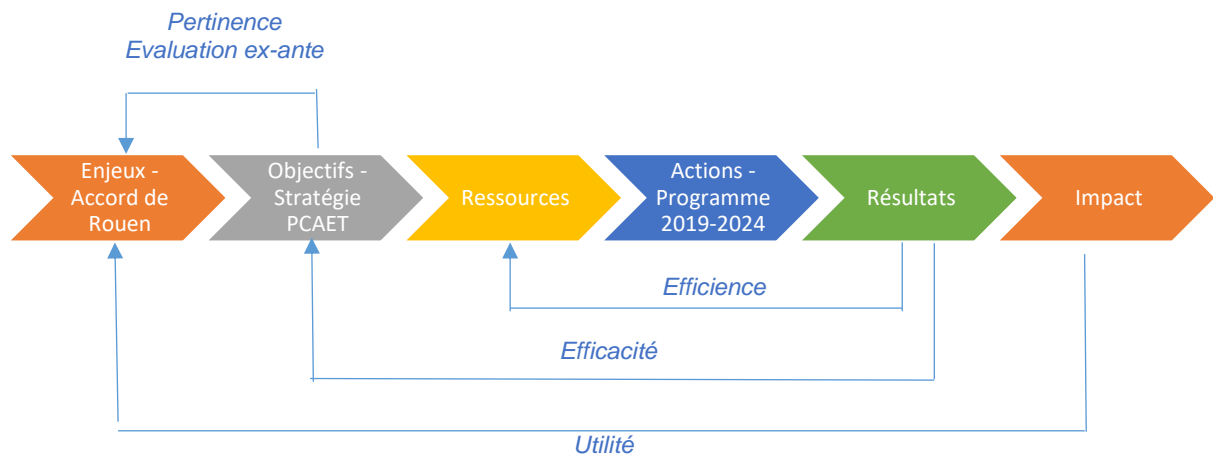 Pertinence
Evaluation ex-ante
Enjeux -
Accord de
Rouen
Objectifs -
Stratégie
PCAET
Ressources
Actions -
Programme
2019-2024
Résultats
Impact
Efficience
Efficacité
Utilité